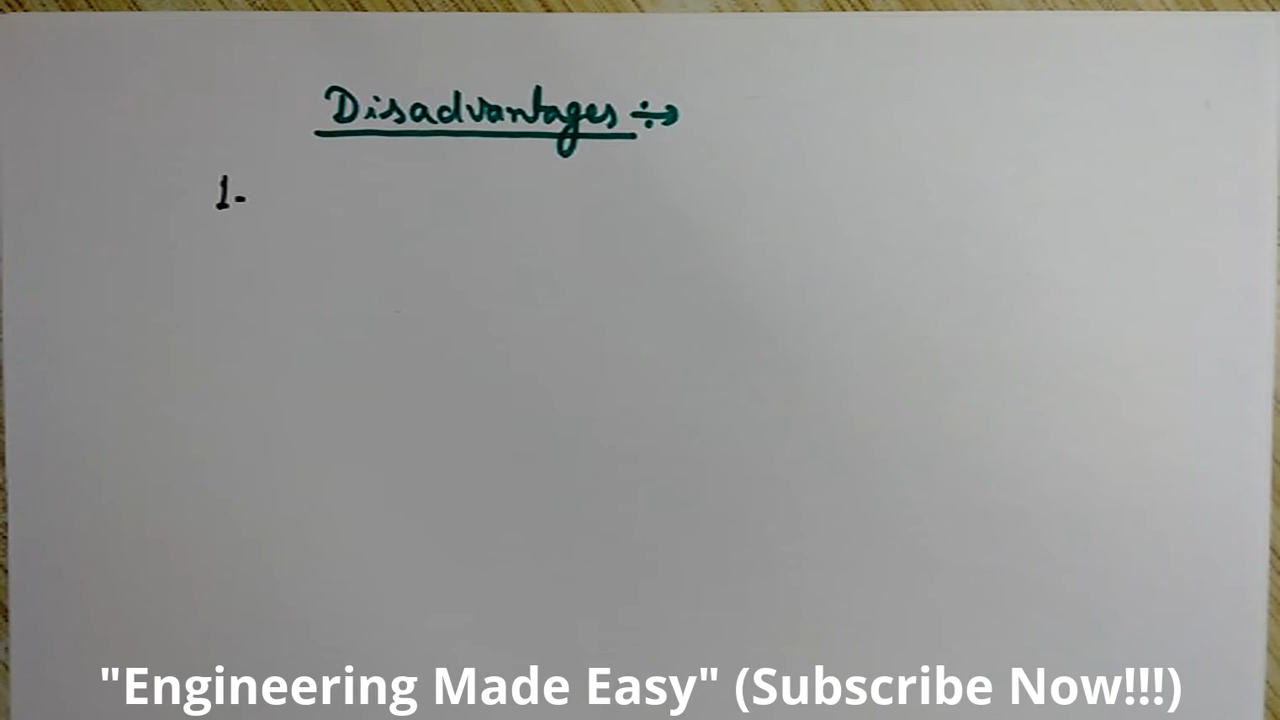 Disadvantages ÷→
1-
"Engineering Made Easy" (Subscribe Now!!!)